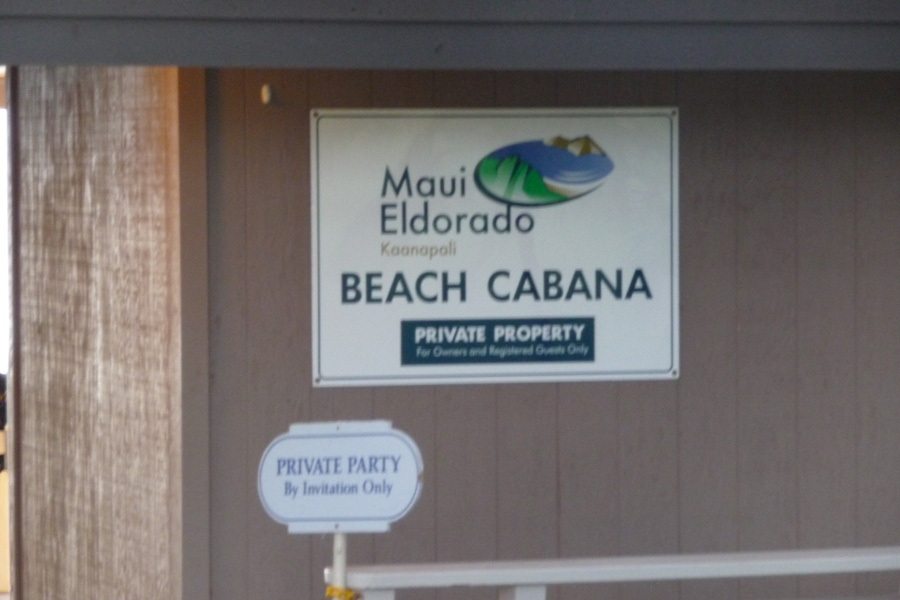 Maui
Eldorado
Kaanapali
BEACH CABANA
PRIVATE PROPERTY
For Owners and Registered Guests Only
PRIVATE PARTY
By Invitation Only